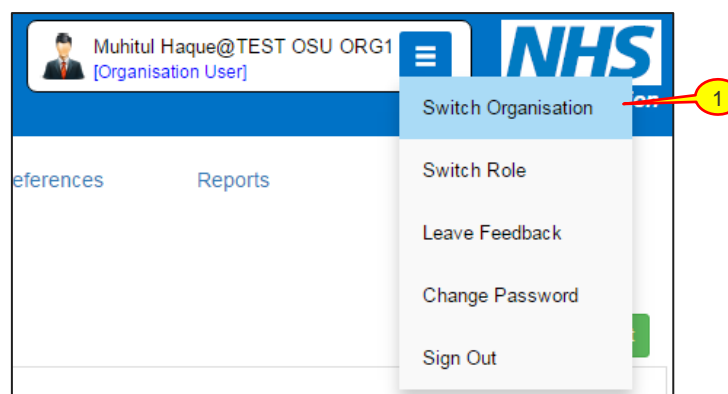 Muhitul Haque@TEST OSU ORG1
[Organisation User]
NHS
Switch Organisation
1
eferences
Reports
Switch Role
Leave Feedback
Change Password
Sign Out